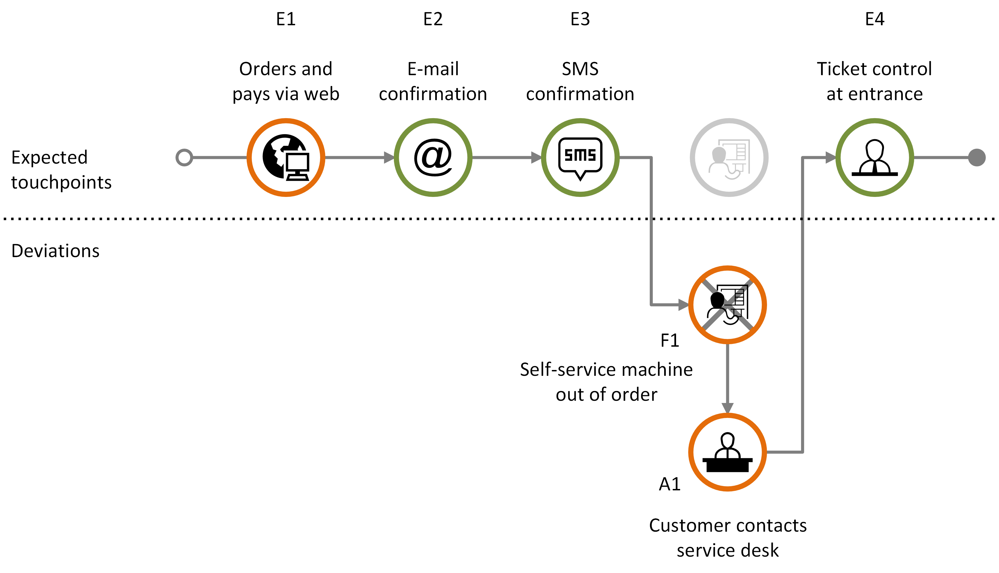 E1
E2
E3
E4
Orders and
pays via web
E-mail
confirmation
SMS
confirmation
Ticket control
at entrance
Expected
touchpoints
@
SMS
Deviations
F1
Self-service machine
out of order
A1
Customer contacts
service desk